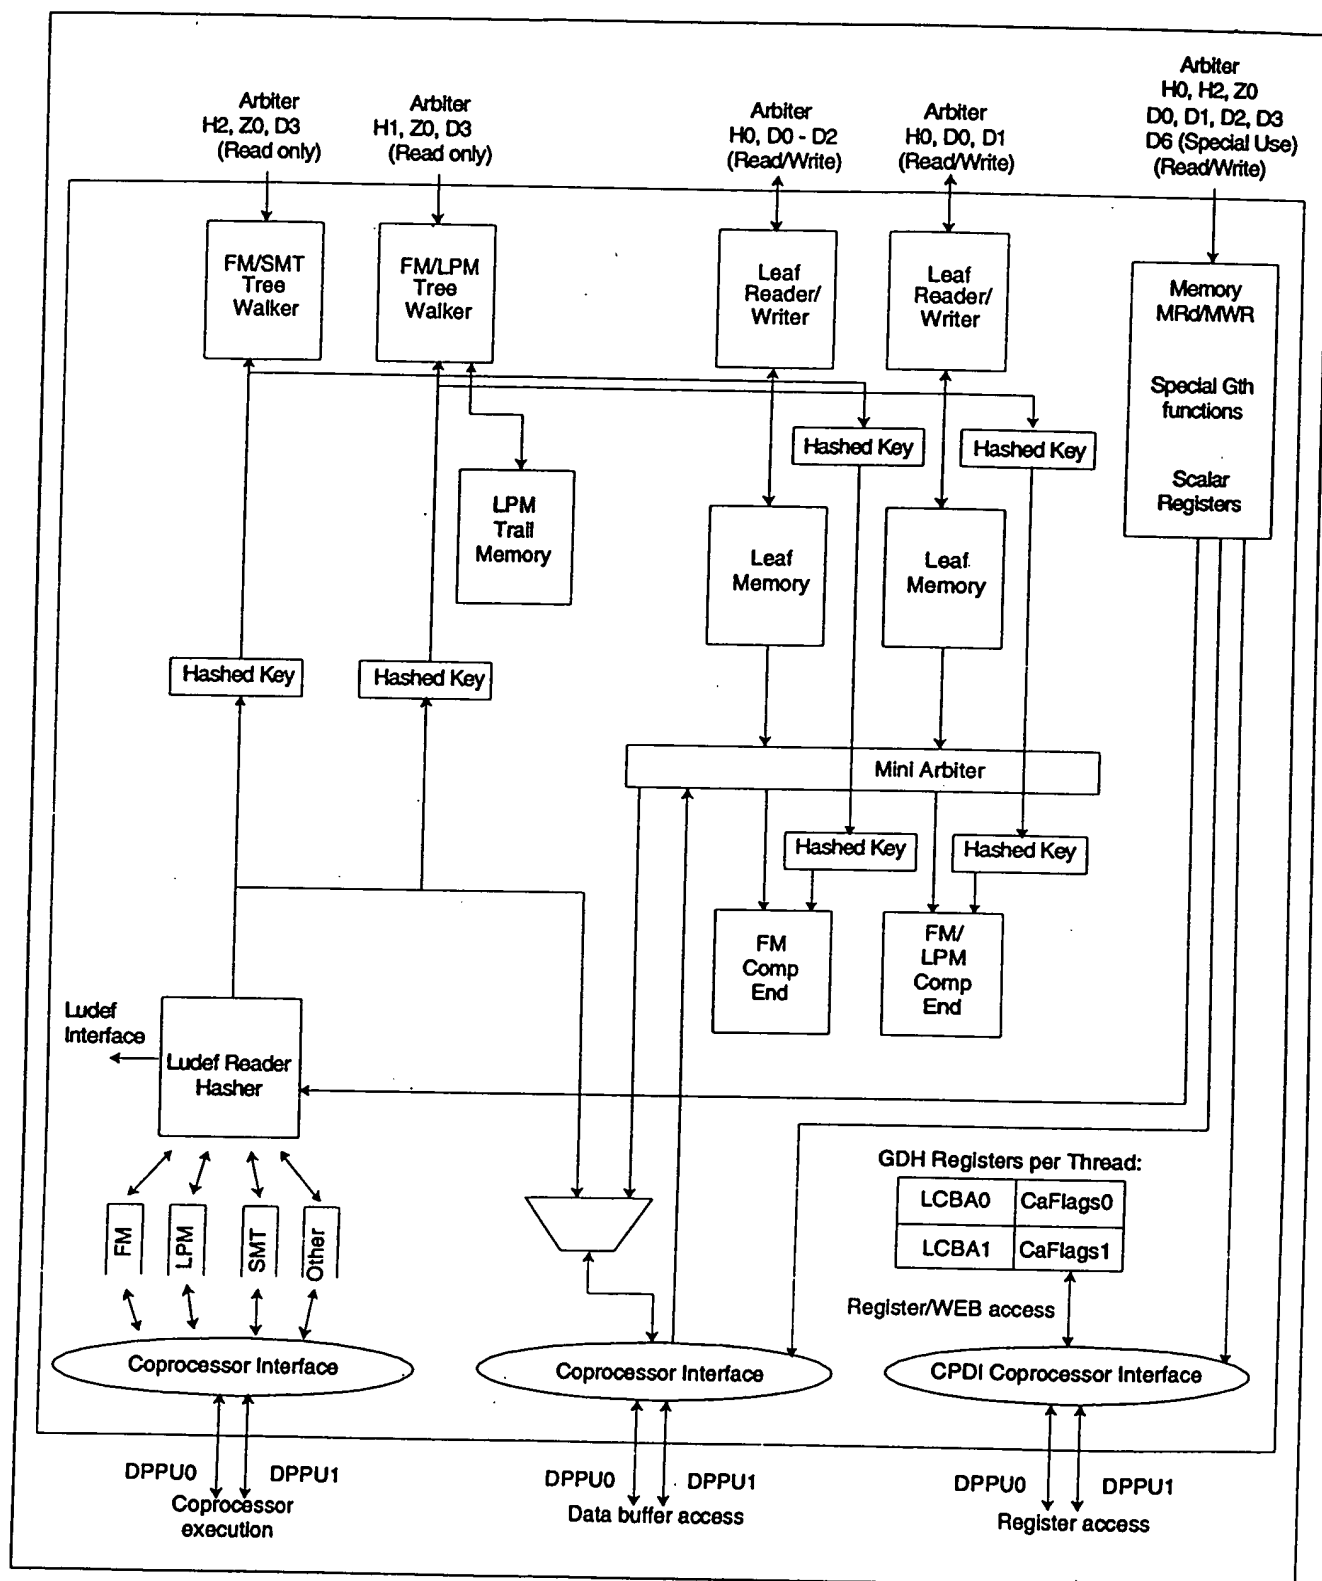 Arbiter
H2, Z0, D3
(Read only)
Arbiter
H1, Z0, D3
(Read only)
Arbiter
H0, D0 - D2
(Read/Write)
Arbiter
H0, D0, D1
(Read/Write)
Arbiter
H0, H2, Z0
D0, D1, D2, D3
D6 (Special Use)
(Read/Write)
FM/SMT
Tree
Walker
FM/LPM
Tree
Walker
Leaf
Reader/
Writer
Leaf
Reader/
Writer
Memory
MRd/MWR
Special Gth
functions
Scalar
Registers
Hashed Key
Hashed Key
LPM
Trail
Memory
Leaf
Memory
Leaf
Memory
Hashed Key
Hashed Key
Mini Arbiter
Hashed Key
Hashed Key
FM
Comp
End
FM/
LPM
Comp
End
Ludef
Interface
Ludef Reader
Hasher
GDH Registers per Thread:
LCBA0
CaFlags0
LCBA1
CaFlags1
FM
LPM
SMT
Other
Register/WEB access
Coprocessor Interface
Coprocessor Interface
CPDI Coprocessor Interface
DPPU0
DPPU1
Coprocessor
execution
DPPU0
DPPU1
Data buffer access
DPPU0
DPPU1
Register access